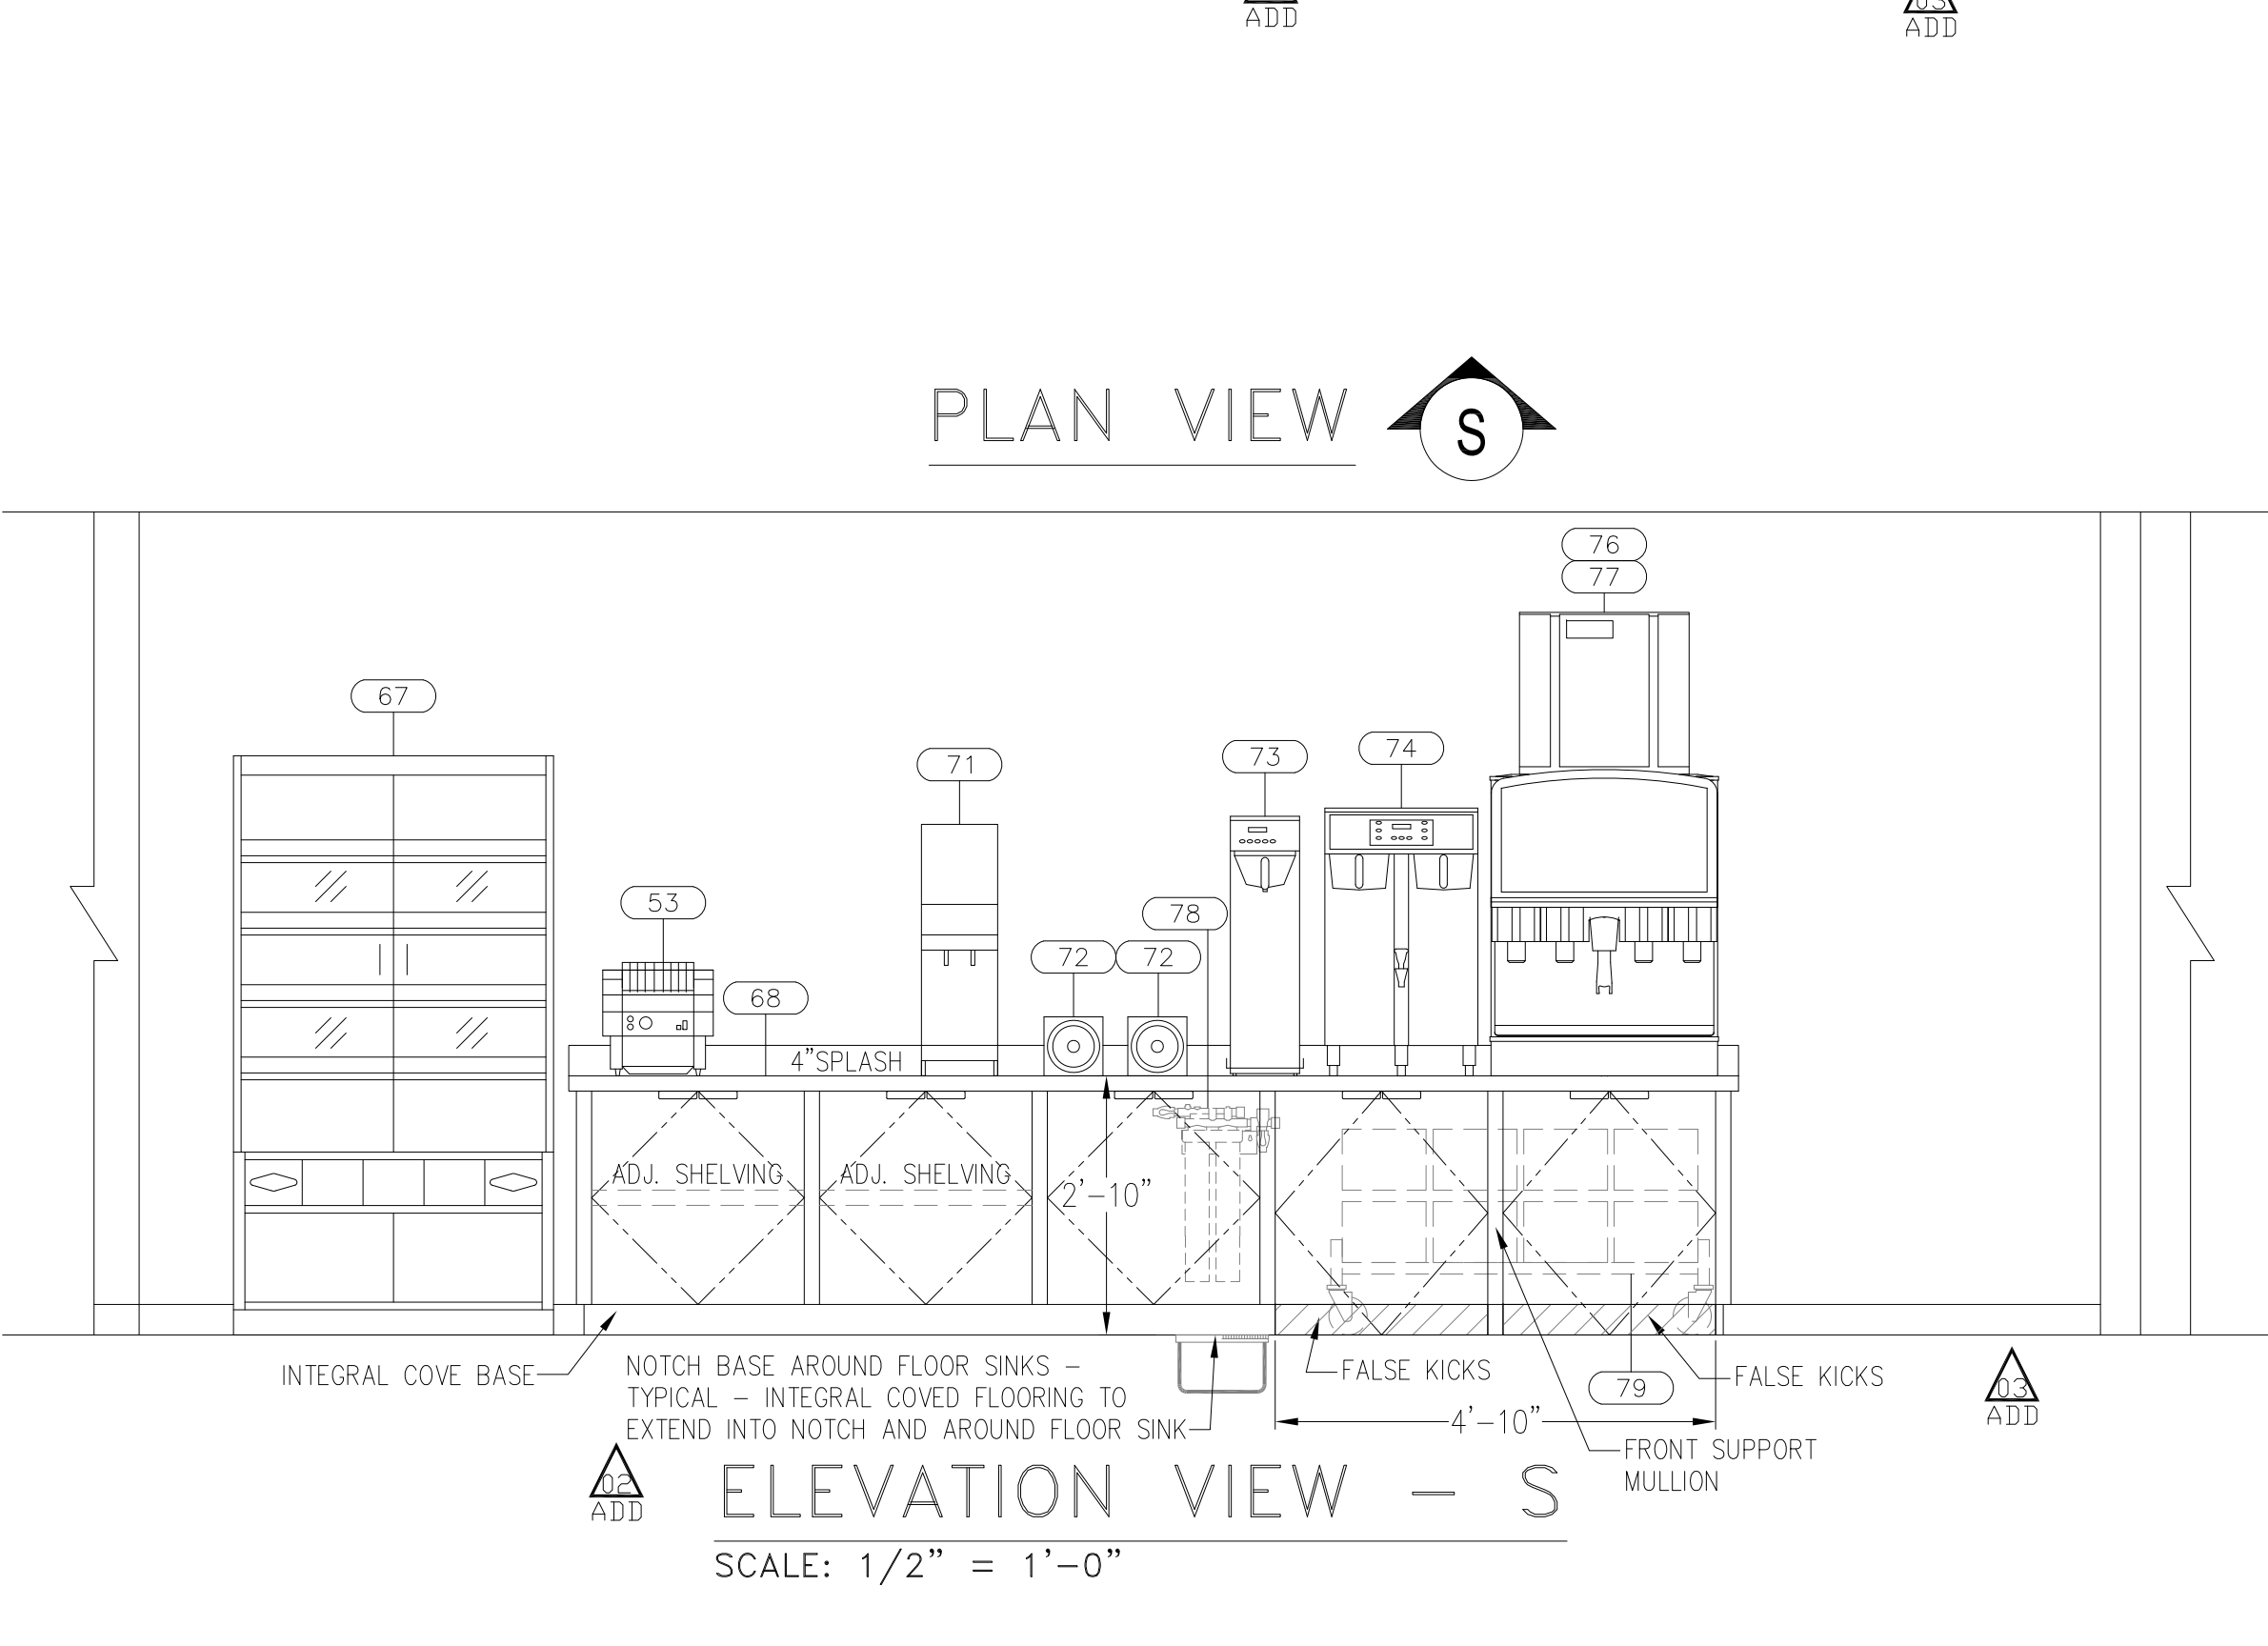 ADD
03
ADD
PLAN VIEW
S
76
77
67
71
73
74
53
78
72
72
68
4"SPLASH
ADJ. SHELVING
ADJ. SHELVING
2'-10"
INTEGRAL COVE BASE
NOTCH BASE AROUND FLOOR SINKS -
TYPICAL - INTEGRAL COVED FLOORING TO
EXTEND INTO NOTCH AND AROUND FLOOR SINK
FALSE KICKS
79
FALSE KICKS
03
ADD
4'-10"
FRONT SUPPORT
MULLION
02
ADD
ELEVATION VIEW - S
SCALE: 1/2" = 1'-0"